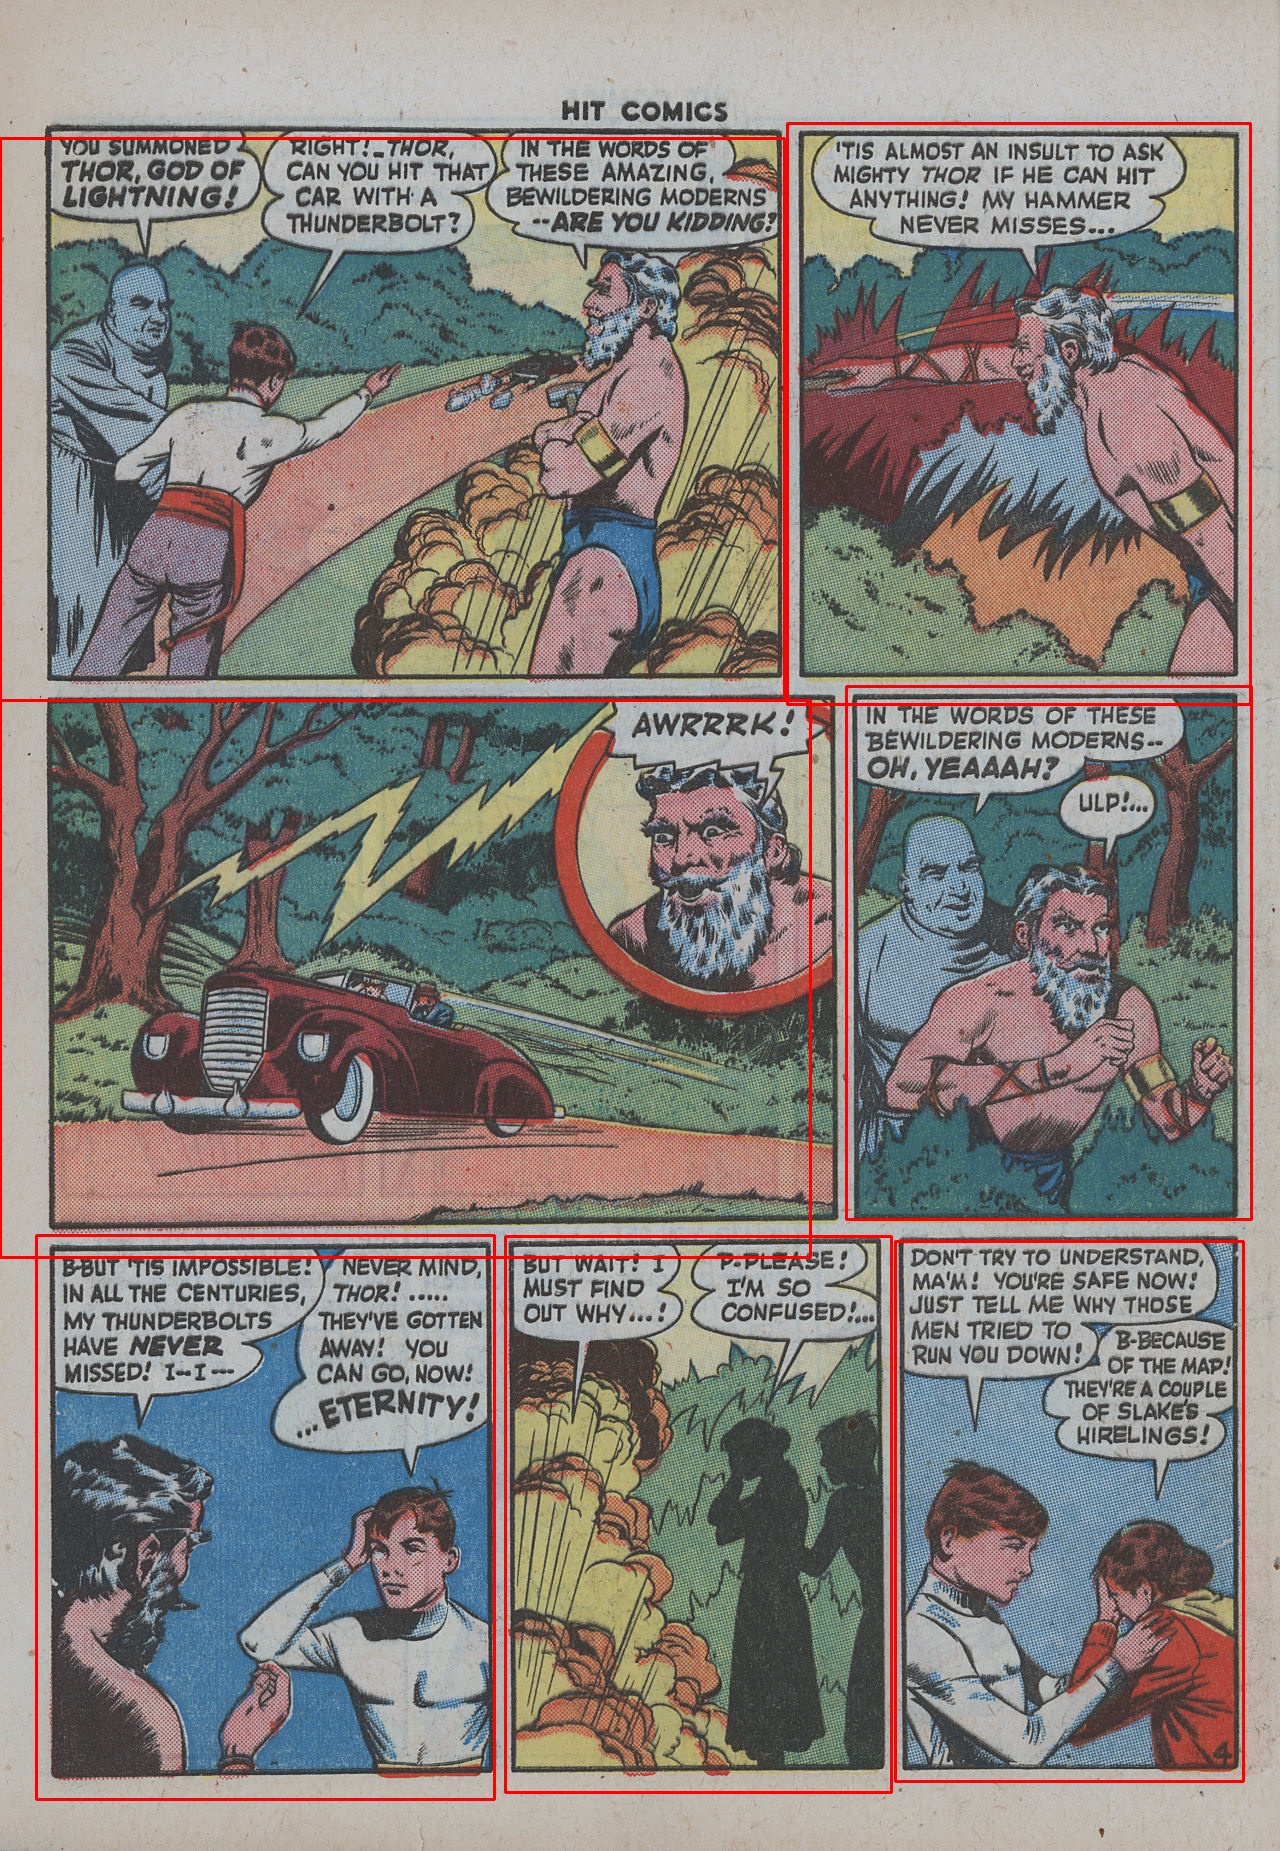 HIT COMICS
YOU SUMMONED
THOR, GOD OF
LIGHTNING!
RIGHT! THOR,
CAN YOU HIT THAT
CAR WITH A
THUNDERBOLT?
IN THE WORDS OF
THESE AMAZING,
BEWILDERING MODERNS
--ARE YOU KIDDING?
'TIS ALMOST AN INSULT TO ASK
MIGHTY THOR IF HE CAN HIT
ANYTHING! MY HAMMER
NEVER MISSES...
AWRRRK!
IN THE WORDS OF THESE
BEWILDERING MODERNS--
OH, YEAAAH?
ULP!...
B-BUT 'TIS IMPOSSIBLE!
IN ALL THE CENTURIES,
MY THUNDERBOLTS
HAVE NEVER
MISSED! I--I--
NEVER MIND,
THOR!.....
THEY'VE GOTTEN
AWAY! YOU
CAN GO, NOW!
...ETERNITY!
BUT WAIT! I
MUST FIND
OUT WHY...!
P-PLEASE!
I'M SO
CONFUSED!...
DON'T TRY TO UNDERSTAND,
MA'M! YOU'RE SAFE NOW!
JUST TELL ME WHY THOSE
MEN TRIED TO
RUN YOU DOWN!
B-BECAUSE
OF THE MAP!
THEY'RE A COUPLE
OF SLAKE'S
HIRELINGS!
4